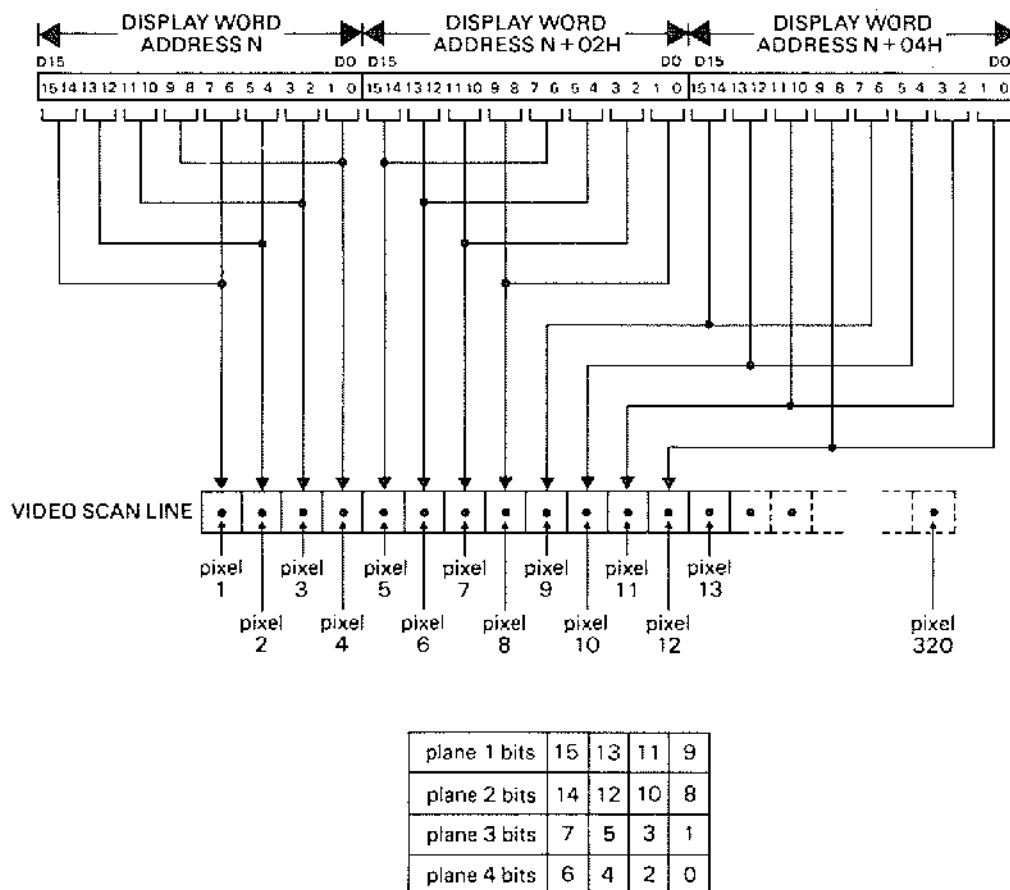 DISPLAY WORD ADDRESS N
DISPLAY WORD ADDRESS N + 02H
DISPLAY WORD ADDRESS N + 04H
D15 D0 D15 D0 D15 D0
15 14 13 12 11 10 9 8 7 6 5 4 3 2 1 0 15 14 13 12 11 10 9 8 7 6 5 4 3 2 1 0 15 14 13 12 11 10 9 8 7 6 5 4 3 2 1 0
VIDEO SCAN LINE
pixel 1
pixel 2
pixel 3
pixel 4
pixel 5
pixel 6
pixel 7
pixel 8
pixel 9
pixel 10
pixel 11
pixel 12
pixel 13
pixel 320
plane 1 bits 15 13 11 9
plane 2 bits 14 12 10 8
plane 3 bits 7 5 3 1
plane 4 bits 6 4 2 0